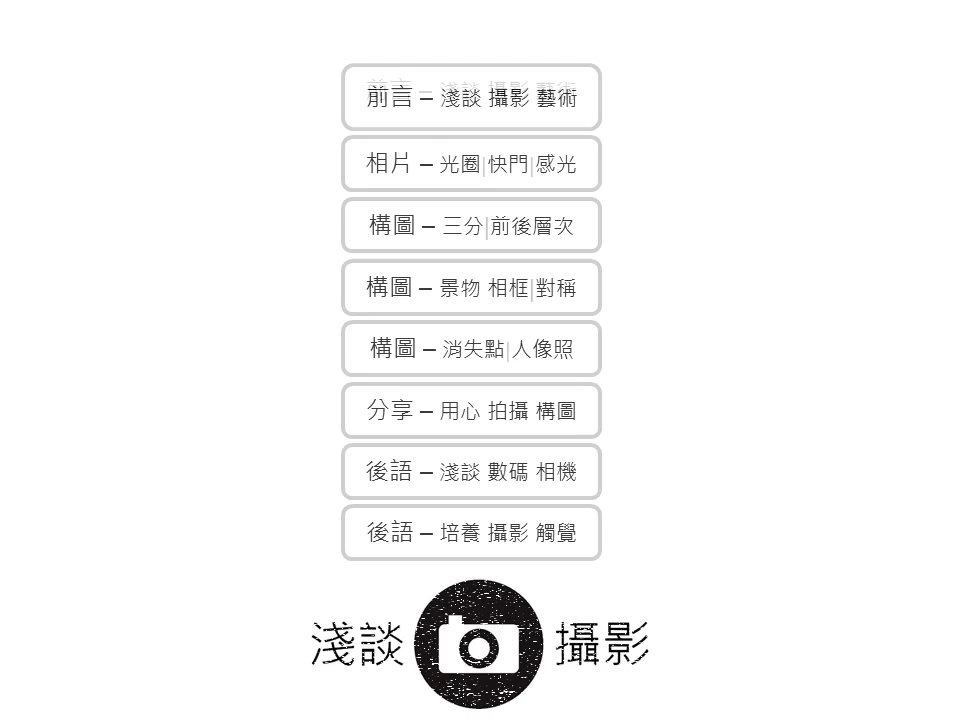 前言 – 淺談 攝影 藝術
相片 – 光圈|快門|感光
構圖 – 三分|前後層次
構圖 – 景物 相框|對稱
構圖 – 消失點|人像照
分享 – 用心 拍攝 構圖
後語 – 淺談 數碼 相機
後語 – 培養 攝影 觸覺
淺談 攝影